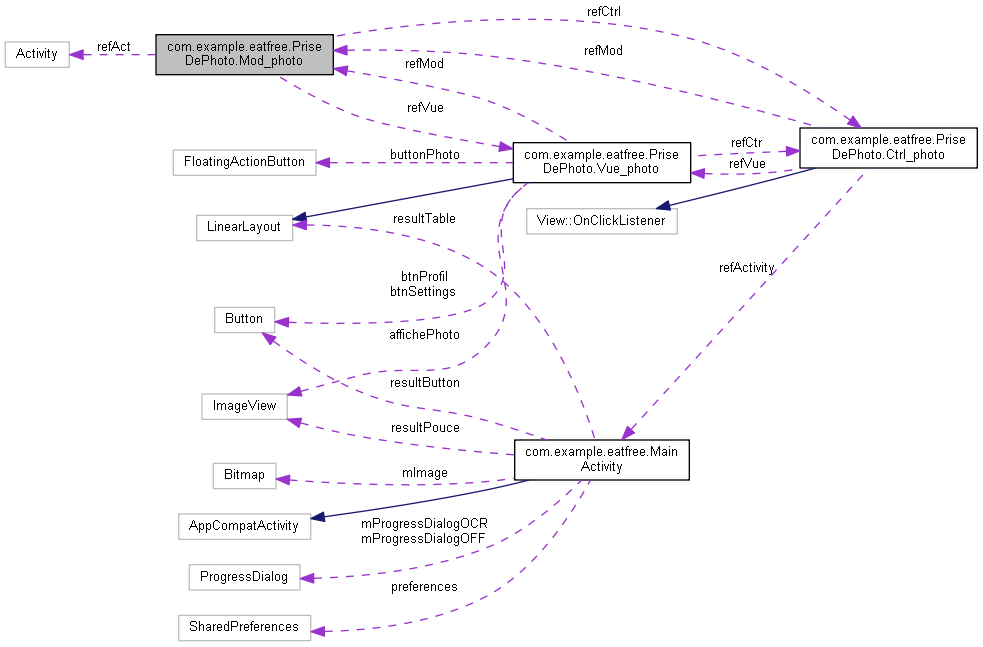 refCtrl
com.example.eatfree.Prise
DePhoto.Mod_photo
Activity
refAct
refMod
refMod
refVue
com.example.eatfree.Prise
DePhoto.Ctrl_photo
refCtr
com.example.eatfree.Prise
DePhoto.Vue_photo
buttonPhoto
FloatingActionButton
refVue
resultTable
LinearLayout
View::OnClickListener
refActivity
btnProfil
btnSettings
Button
affichePhoto
resultButton
ImageView
resultPouce
com.example.eatfree.Main
Activity
mImage
Bitmap
AppCompatActivity
mProgressDialogOCR
mProgressDialogOFF
ProgressDialog
preferences
SharedPreferences